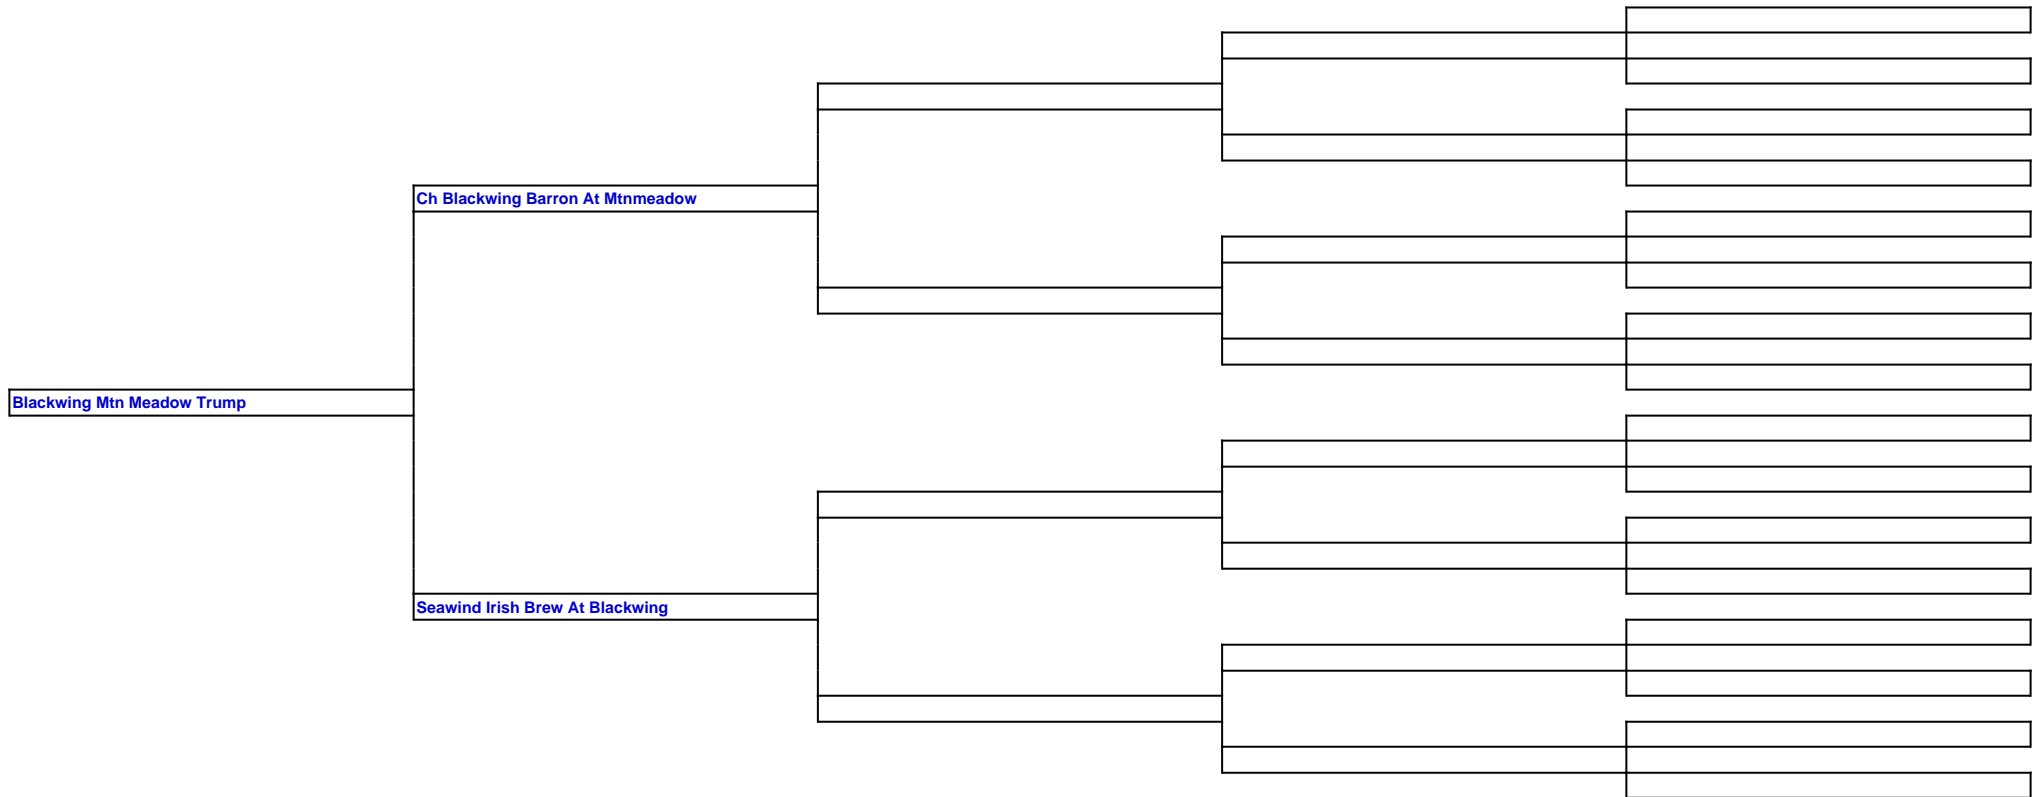 Ch Blackwing Barron At Mtnmeadow
Blackwing Mtn Meadow Trump
Seawind Irish Brew At Blackwing